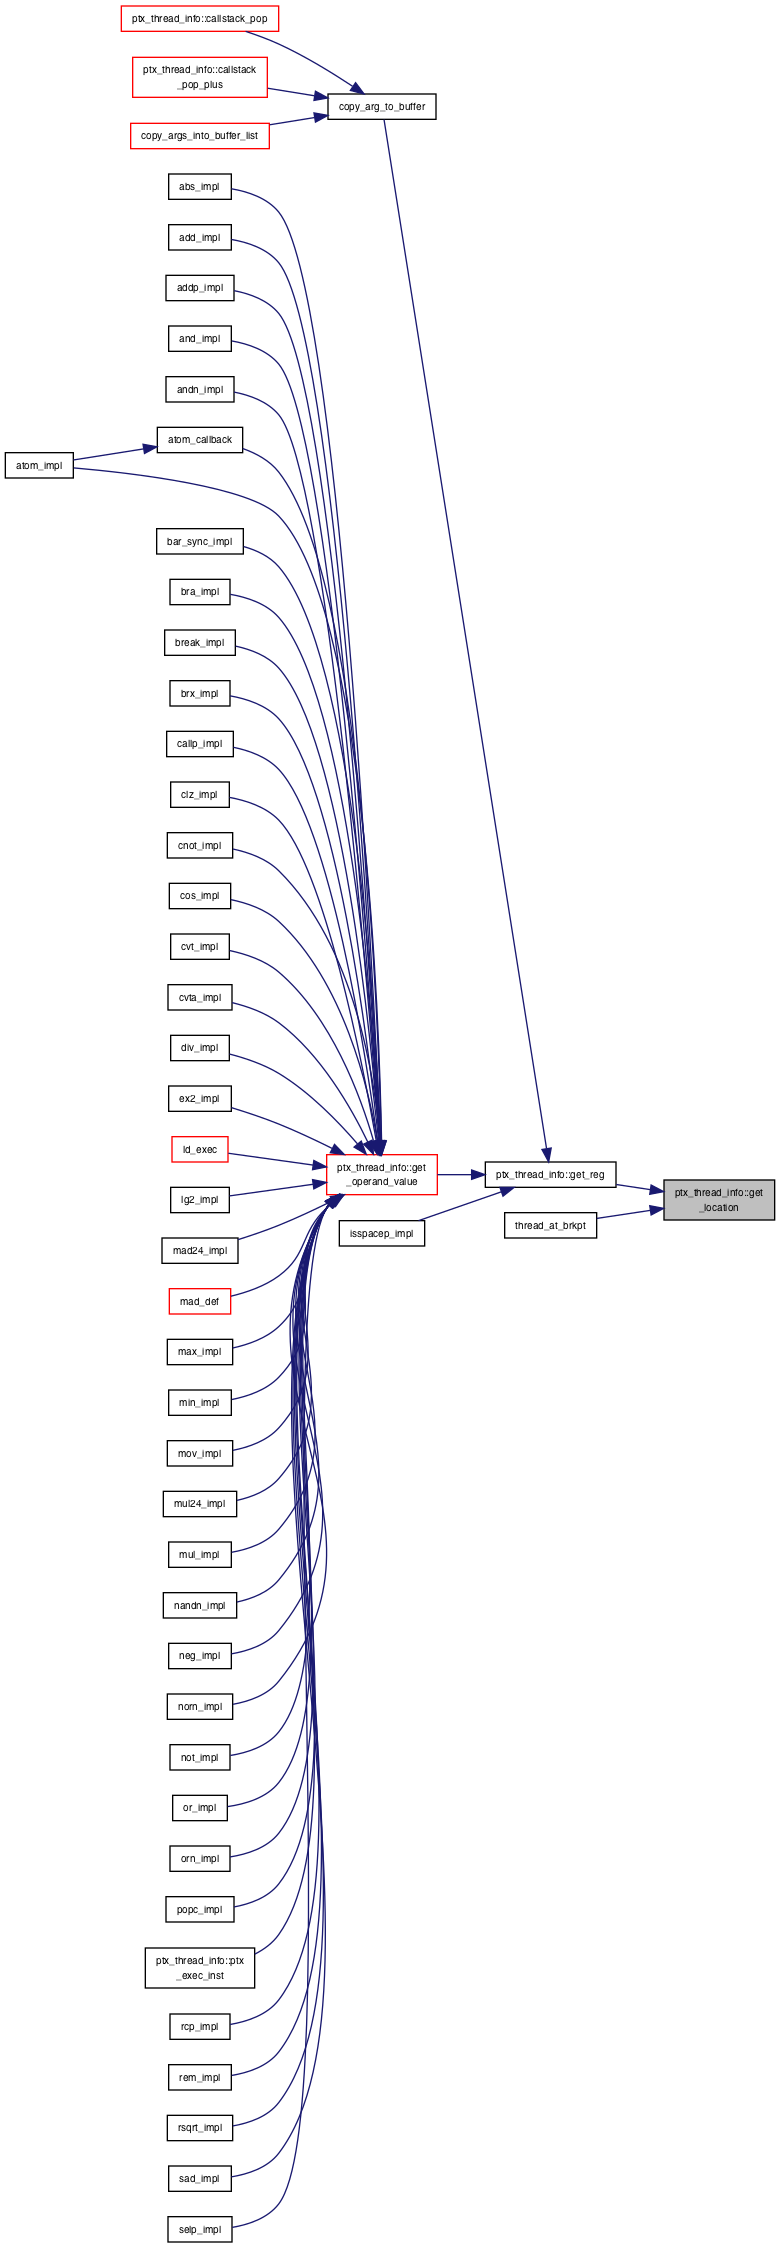 ptx_thread_info::callstack_pop
ptx_thread_info::callstack
_pop_plus
copy_arg_to_buffer
copy_args_into_buffer_list
abs_impl
add_impl
addp_impl
and_impl
andn_impl
atom_callback
atom_impl
bar_sync_impl
bra_impl
break_impl
brx_impl
callp_impl
clz_impl
cnot_impl
cos_impl
cvt_impl
cvta_impl
div_impl
ex2_impl
ld_exec
ptx_thread_info::get
_operand_value
ptx_thread_info::get_reg
ptx_thread_info::get
_location
lg2_impl
isspacep_impl
thread_at_brkpt
mad24_impl
mad_def
max_impl
min_impl
mov_impl
mul24_impl
mul_impl
nandn_impl
neg_impl
norn_impl
not_impl
or_impl
orn_impl
popc_impl
ptx_thread_info::ptx
_exec_inst
rcp_impl
rem_impl
rsqrt_impl
sad_impl
selp_impl